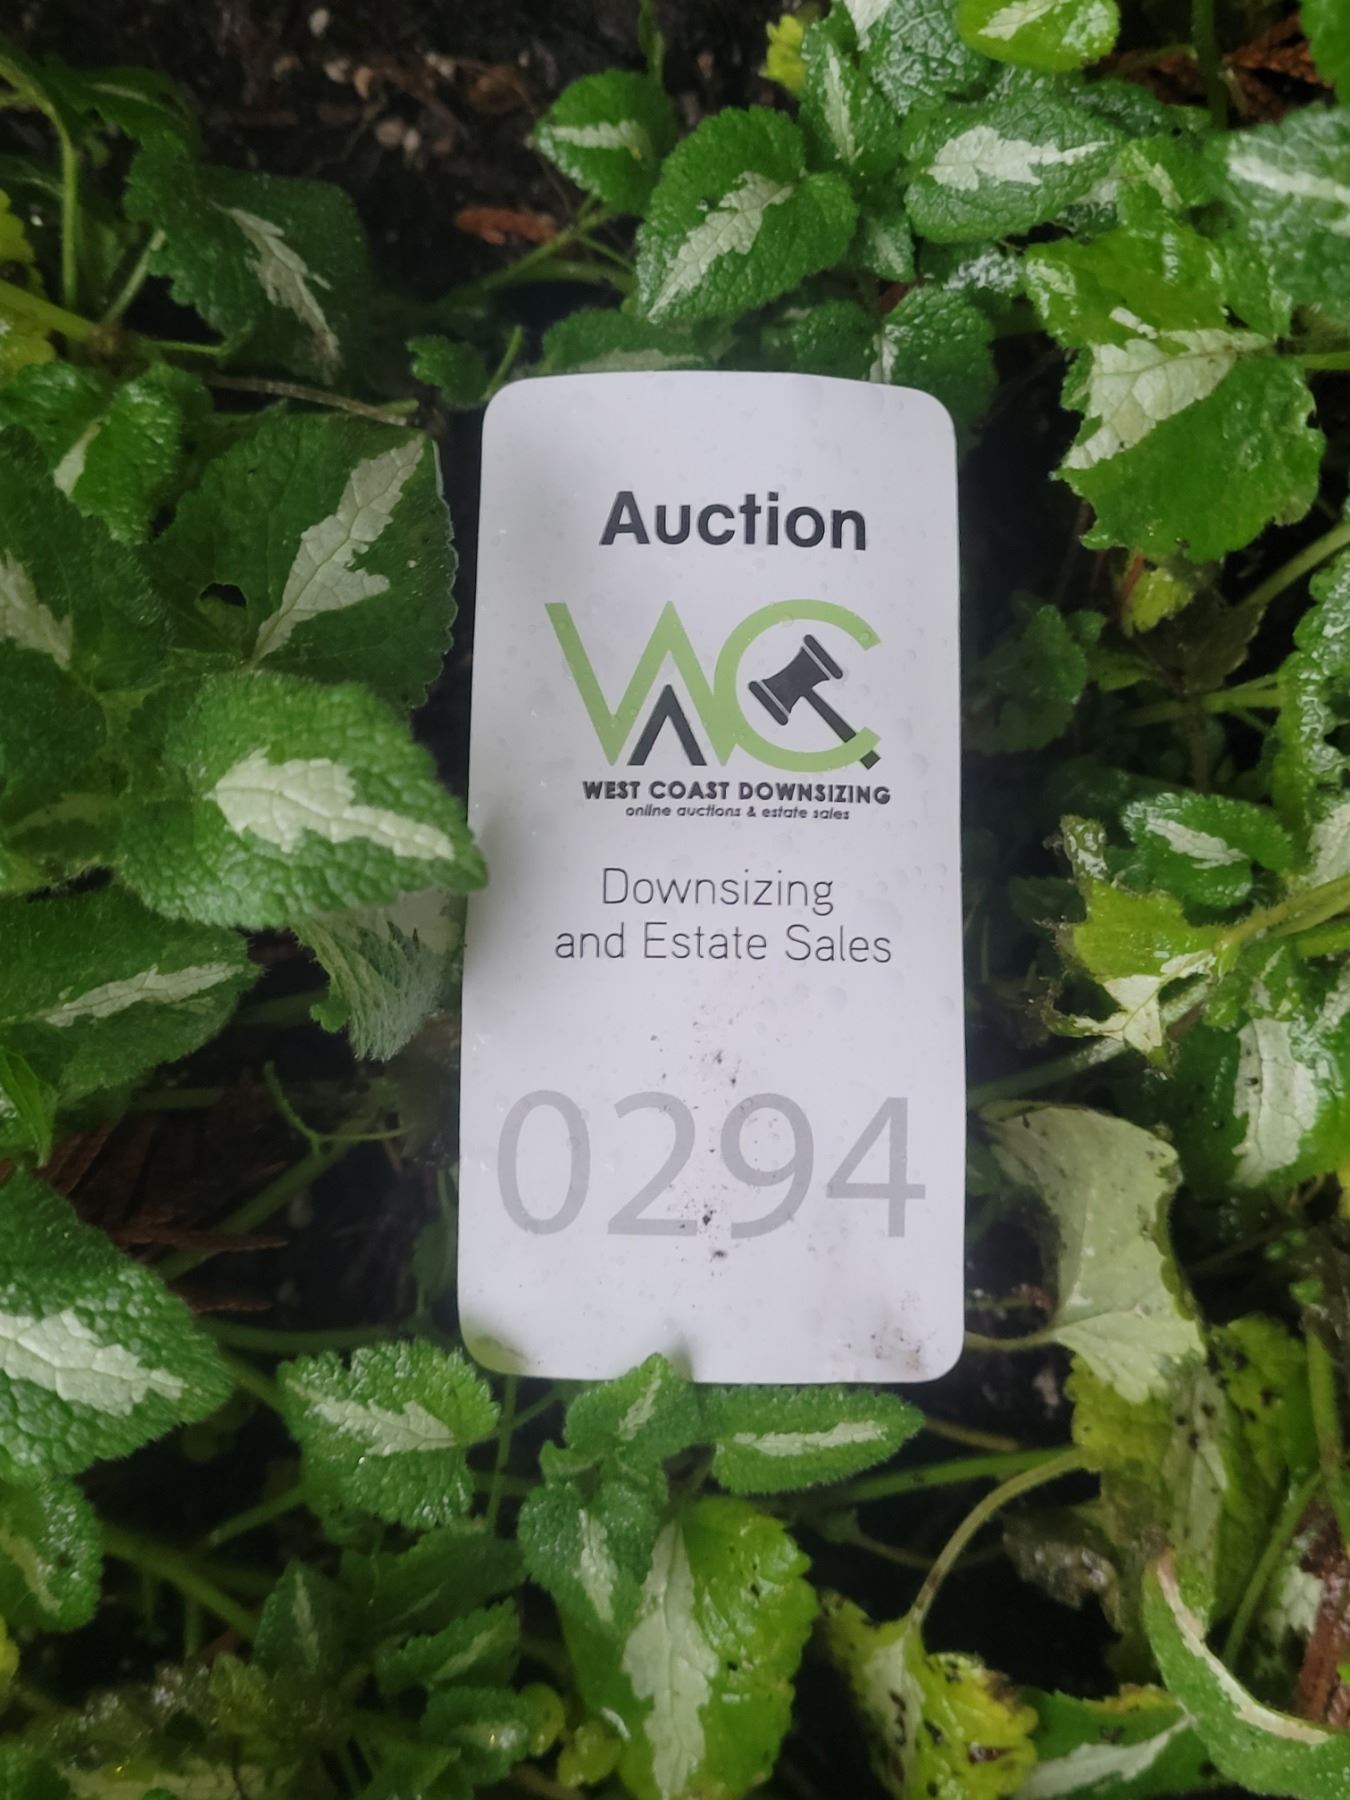 Auction
WC
WEST COAST DOWNSIZING
online auctions & estate sales
Downsizing
and Estate Sales
0294